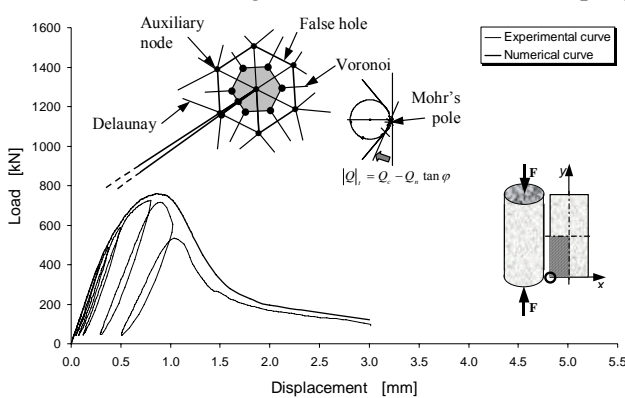 Auxiliary
node
False hole
Voronoi
Delaunay
Mohr's
pole
|Q|t = Qc − Qn tan φ
Experimental curve
Numerical curve
F
y
x
F
Load [kN]
1600
1400
1200
1000
800
600
400
200
0
0.0 0.5 1.0 1.5 2.0 2.5 3.0 3.5 4.0 4.5 5.0 5.5
Displacement [mm]